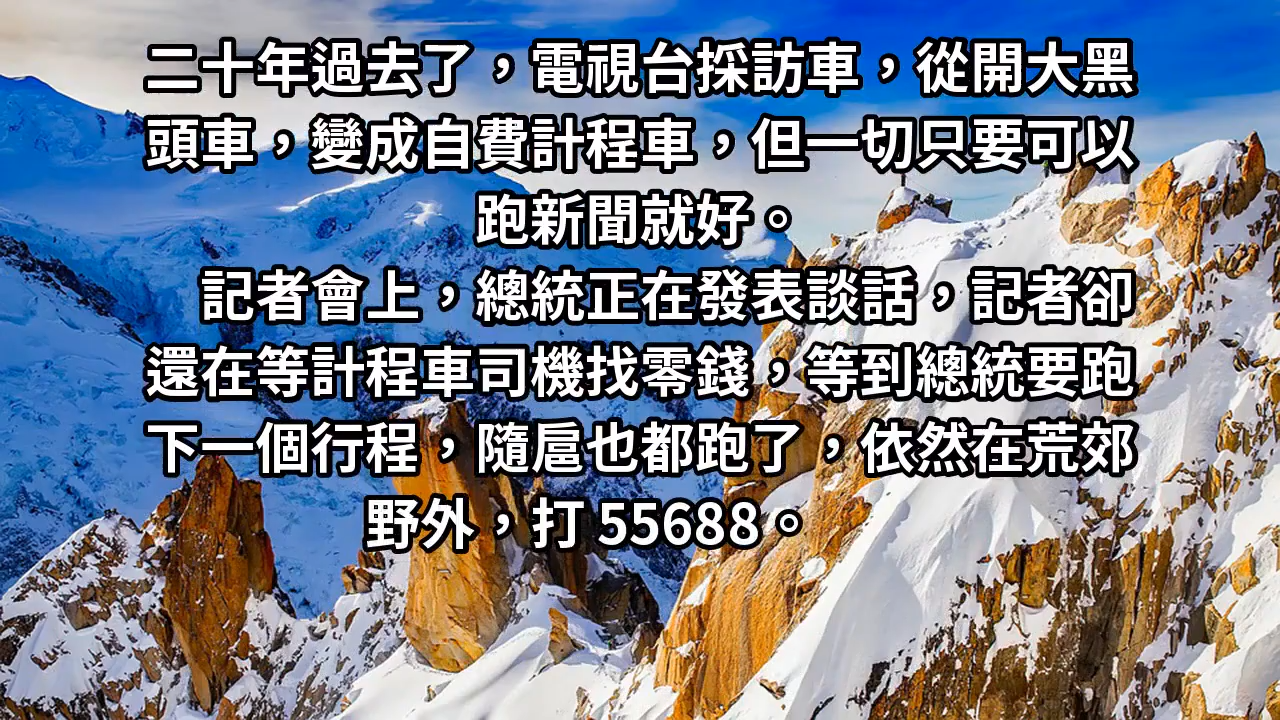 二十年過去了，電視台採訪車，從開大黑
頭車，變成自費計程車，但一切只要可以
跑新聞就好。
記者會上，總統正在發表談話，記者卻
還在等計程車司機找零錢，等到總統要跑
下一個行程，隨扈也都跑了，依然在荒郊
野外，打 55688。